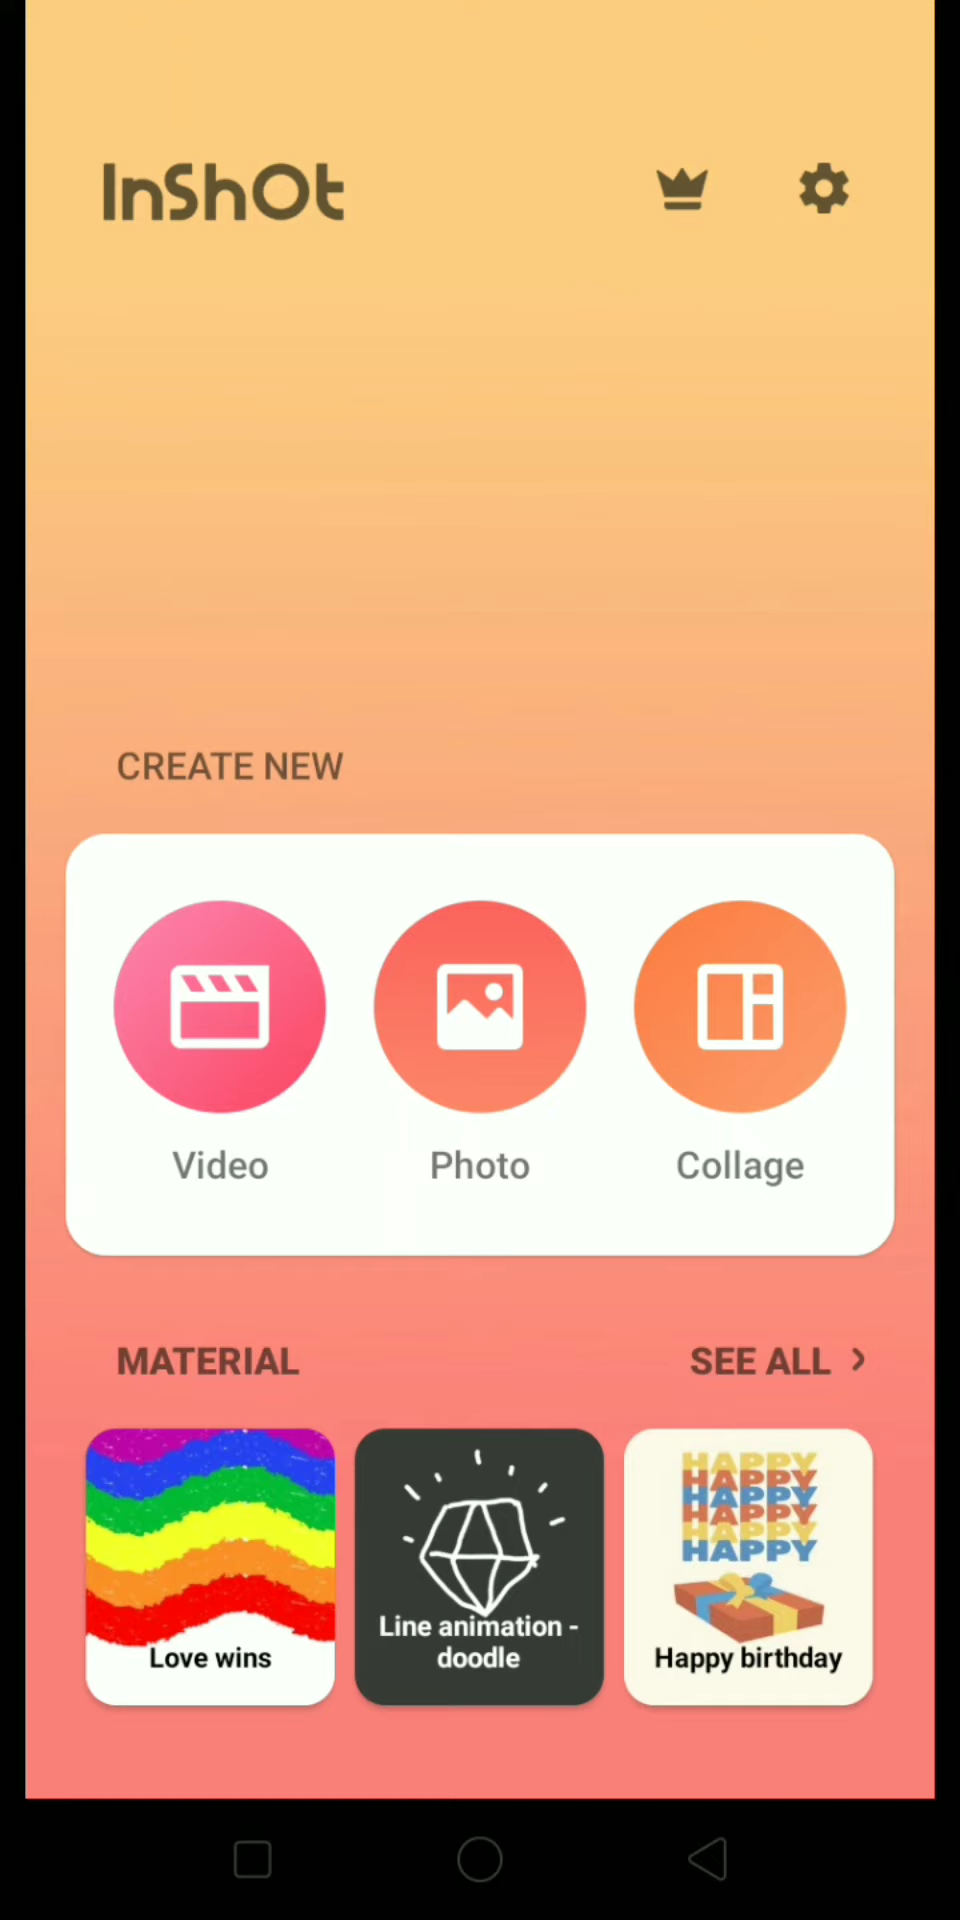 InShOt
CREATE NEW
Video
Photo
Collage
MATERIAL
SEE ALL
Love wins
Line animation -
doodle
HAPPY
HAPPY
HAPPY
HAPPY
HAPPY
HAPPY
Happy birthday